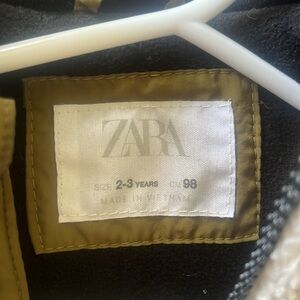 ZARA
SIZE 2-3 YEARS CM 98
MADE IN VIETNAM